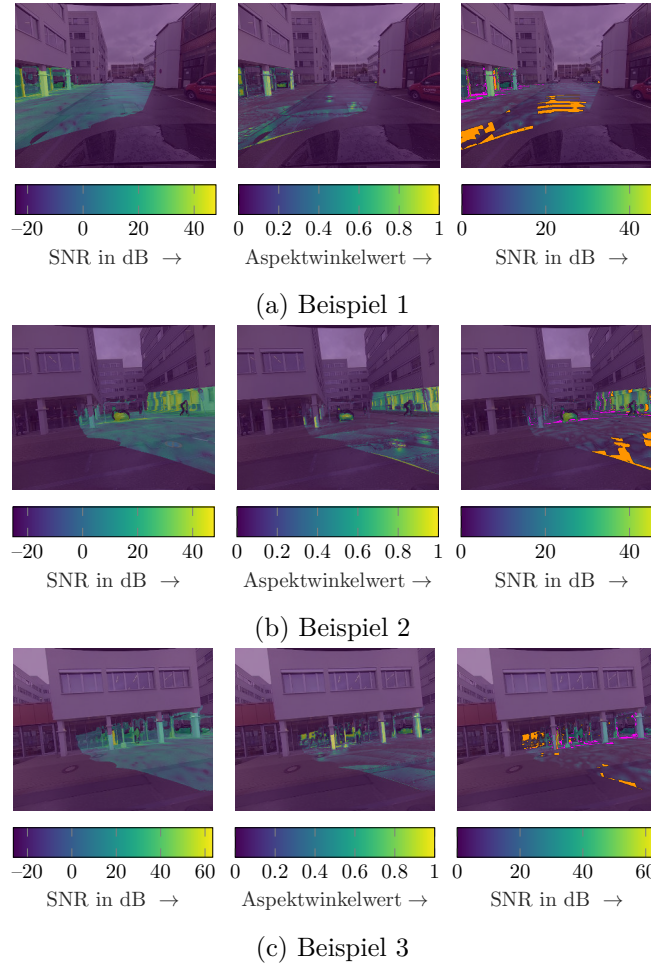 −20 0 20 40 0 0.2 0.4 0.6 0.8 1 0 20 40
SNR in dB → Aspektwinkelwert → SNR in dB →
(a) Beispiel 1
−20 0 20 40 0 0.2 0.4 0.6 0.8 1 20 40
SNR in dB → Aspektwinkelwert → SNR in dB →
(b) Beispiel 2
−20 0 20 40 60 0 0.2 0.4 0.6 0.8 1 0 20 40 60
SNR in dB → Aspektwinkelwert → SNR in dB →
(c) Beispiel 3